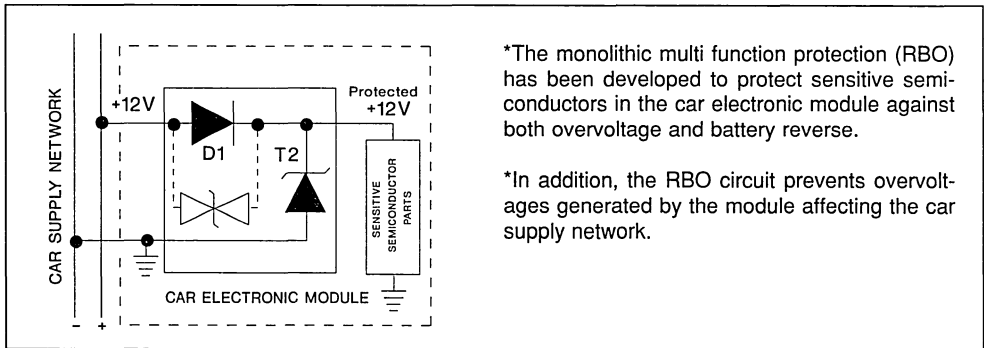 CAR SUPPLY NETWORK
+12V
D1
T2
Protected
+12V
SENSITIVE
SEMICONDUCTOR
PARTS
CAR ELECTRONIC MODULE
- +
*The monolithic multi function protection (RBO)
has been developed to protect sensitive semi-
conductors in the car electronic module against
both overvoltage and battery reverse.
*In addition, the RBO circuit prevents overvolt-
ages generated by the module affecting the car
supply network.